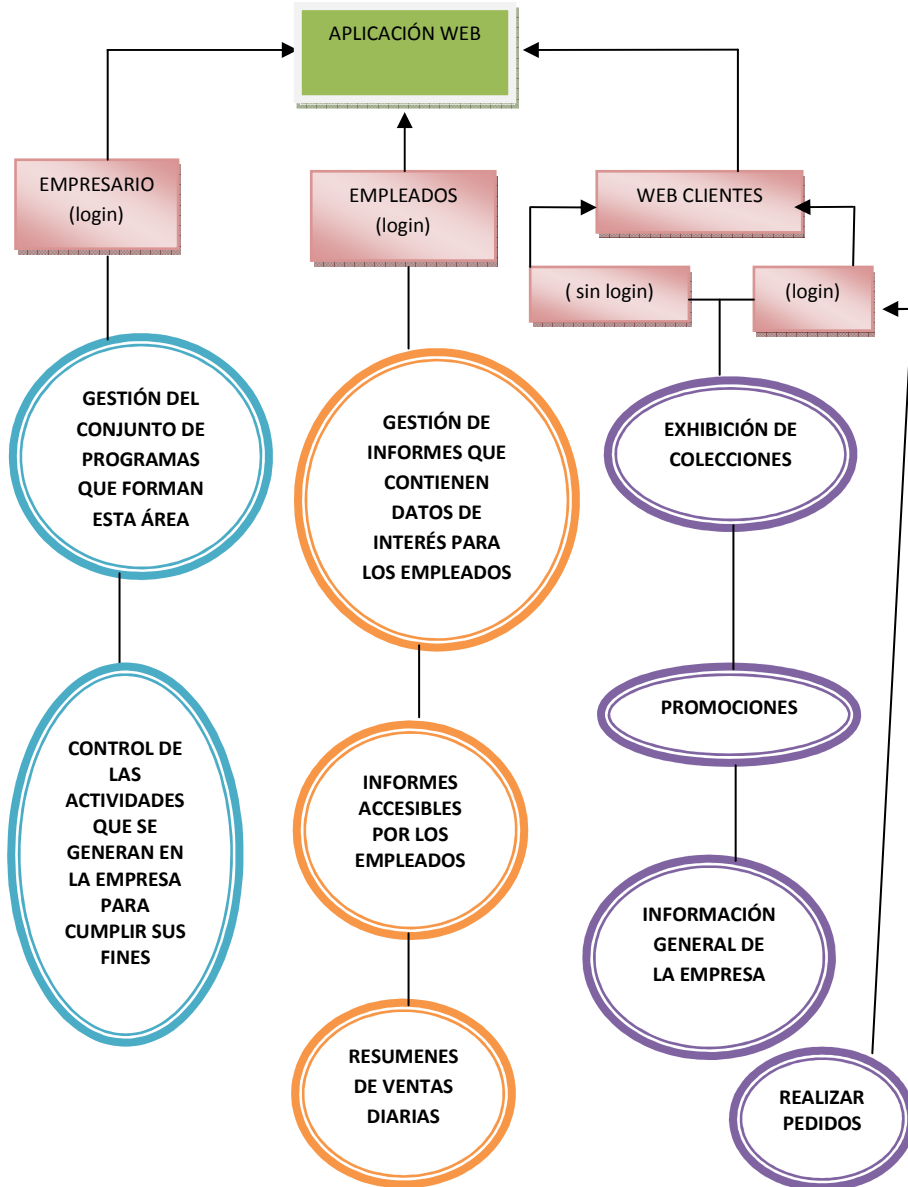 APLICACIÓN WEB
EMPRESARIO
(login)
EMPLEADOS
(login)
WEB CLIENTES
( sin login)
(login)
GESTIÓN DEL
CONJUNTO DE
PROGRAMAS
QUE FORMAN
ESTA ÁREA
CONTROL DE
LAS
ACTIVIDADES
QUE SE
GENERAN EN
LA EMPRESA
PARA
CUMPLIR SUS
FINES
GESTIÓN DE
INFORMES QUE
CONTIENEN
DATOS DE
INTERÉS PARA
LOS EMPLEADOS
INFORMES
ACCESIBLES
POR LOS
EMPLEADOS
RESUMENES
DE VENTAS
DIARIAS
EXHIBICIÓN DE
COLECCIONES
PROMOCIONES
INFORMACIÓN
GENERAL DE
LA EMPRESA
REALIZAR
PEDIDOS